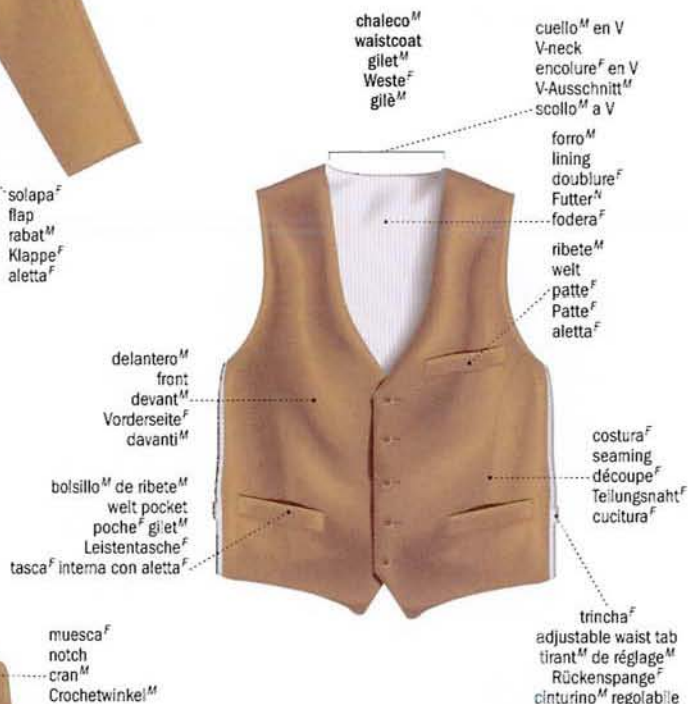 chaleco^M
waistcoat
gilet^M
Weste^F
gilè^M
cuello^M en V
V-neck
encolure^F en V
V-Ausschnitt^M
scollo^M a V
forro^M
lining
doublure^F
Futter^N
fodera^F
solapa^F
flap
rabat^M
Klappe^F
aletta^F
ribete^M
welt
patte^F
Patte^F
aletta^F
delantero^M
front
devant^M
Vorderseite^F
davanti^M
costura^F
seaming
découpe^F
Teilungsnaht^F
cucitura^F
bolsillo^M de ribete^M
welt pocket
poche^F gilet^M
Leistentasche^F
tasca^F interna con aletta^F
trincha^F
adjustable waist tab
tirant^M de réglage^M
Rückenspange^F
cinturino^M regolabile
muesca^F
notch
cran^M
Crochetwinkel^M